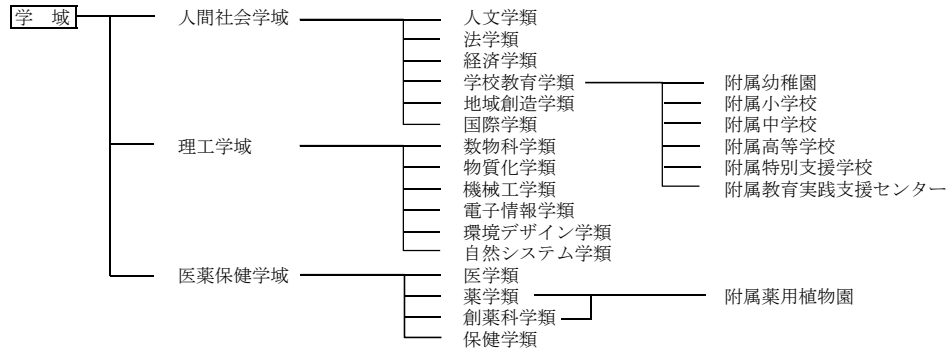 学　域
人間社会学域
人文学類
法学類
経済学類
学校教育学類
附属幼稚園
附属小学校
附属中学校
附属高等学校
附属特別支援学校
附属教育実践支援センター
地域創造学類
国際学類
理工学域
数物科学類
物質化学類
機械工学類
電子情報学類
環境デザイン学類
自然システム学類
医薬保健学域
医学類
薬学類
創薬科学類
附属薬用植物園
保健学類